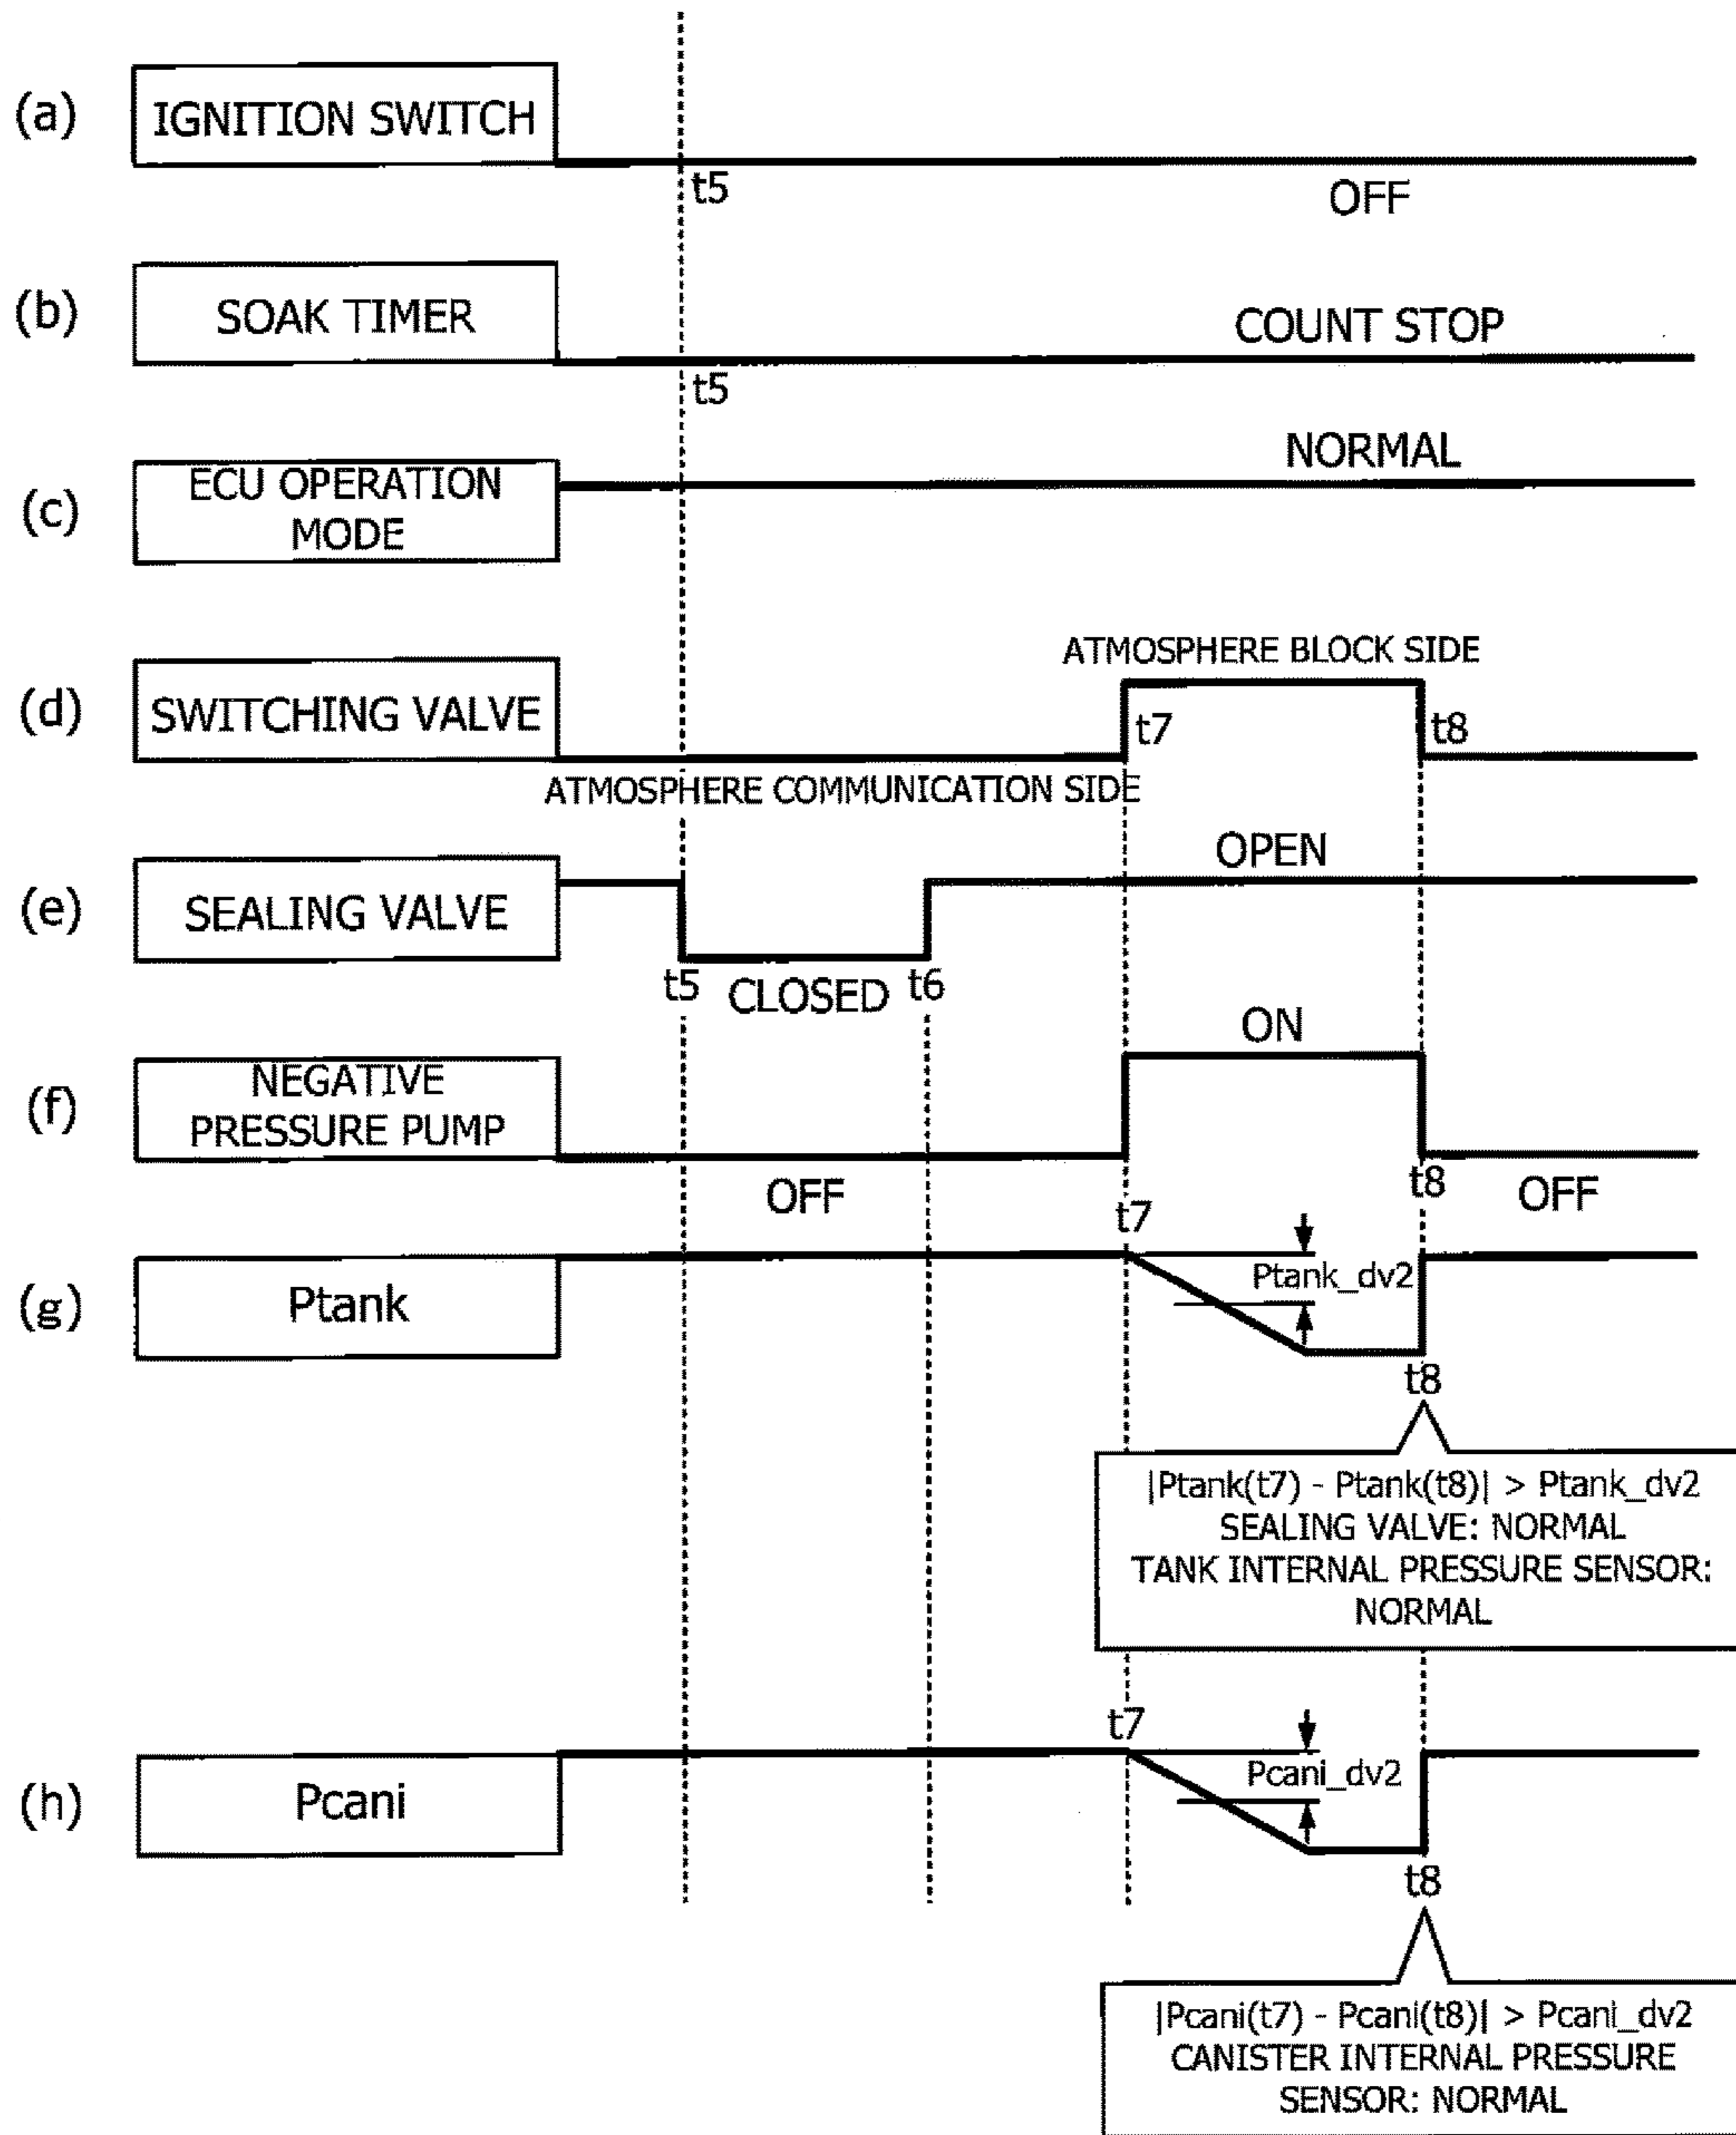 (a)
IGNITION SWITCH
t5
OFF
(b)
SOAK TIMER
COUNT STOP
t5
(c)
ECU OPERATION
MODE
NORMAL
(d)
SWITCHING VALVE
ATMOSPHERE BLOCK SIDE
t7
t8
ATMOSPHERE COMMUNICATION SIDE
(e)
SEALING VALVE
OPEN
t5
CLOSED
t6
(f)
NEGATIVE
PRESSURE PUMP
ON
OFF
t8
OFF
(g)
Ptank
t7
Ptank_dv2
t8
|Ptank(t7) - Ptank(t8)| > Ptank_dv2
SEALING VALVE: NORMAL
TANK INTERNAL PRESSURE SENSOR:
NORMAL
(h)
Pcani
t7
Pcani_dv2
t8
|Pcani(t7) - Pcani(t8)| > Pcani_dv2
CANISTER INTERNAL PRESSURE
SENSOR: NORMAL